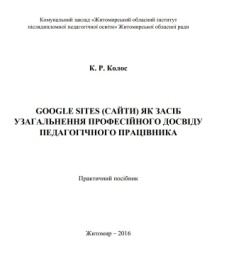 Комунальний заклад «Житомирський обласний інститут
післядипломної педагогічної освіти» Житомирської обласної ради
К. Р. Колос
GOOGLE SITES (САЙТИ) ЯК ЗАСІБ
УЗАГАЛЬНЕННЯ ПРОФЕСІЙНОГО ДОСВІДУ
ПЕДАГОГІЧНОГО ПРАЦІВНИКА
Практичний посібник
Житомир – 2016